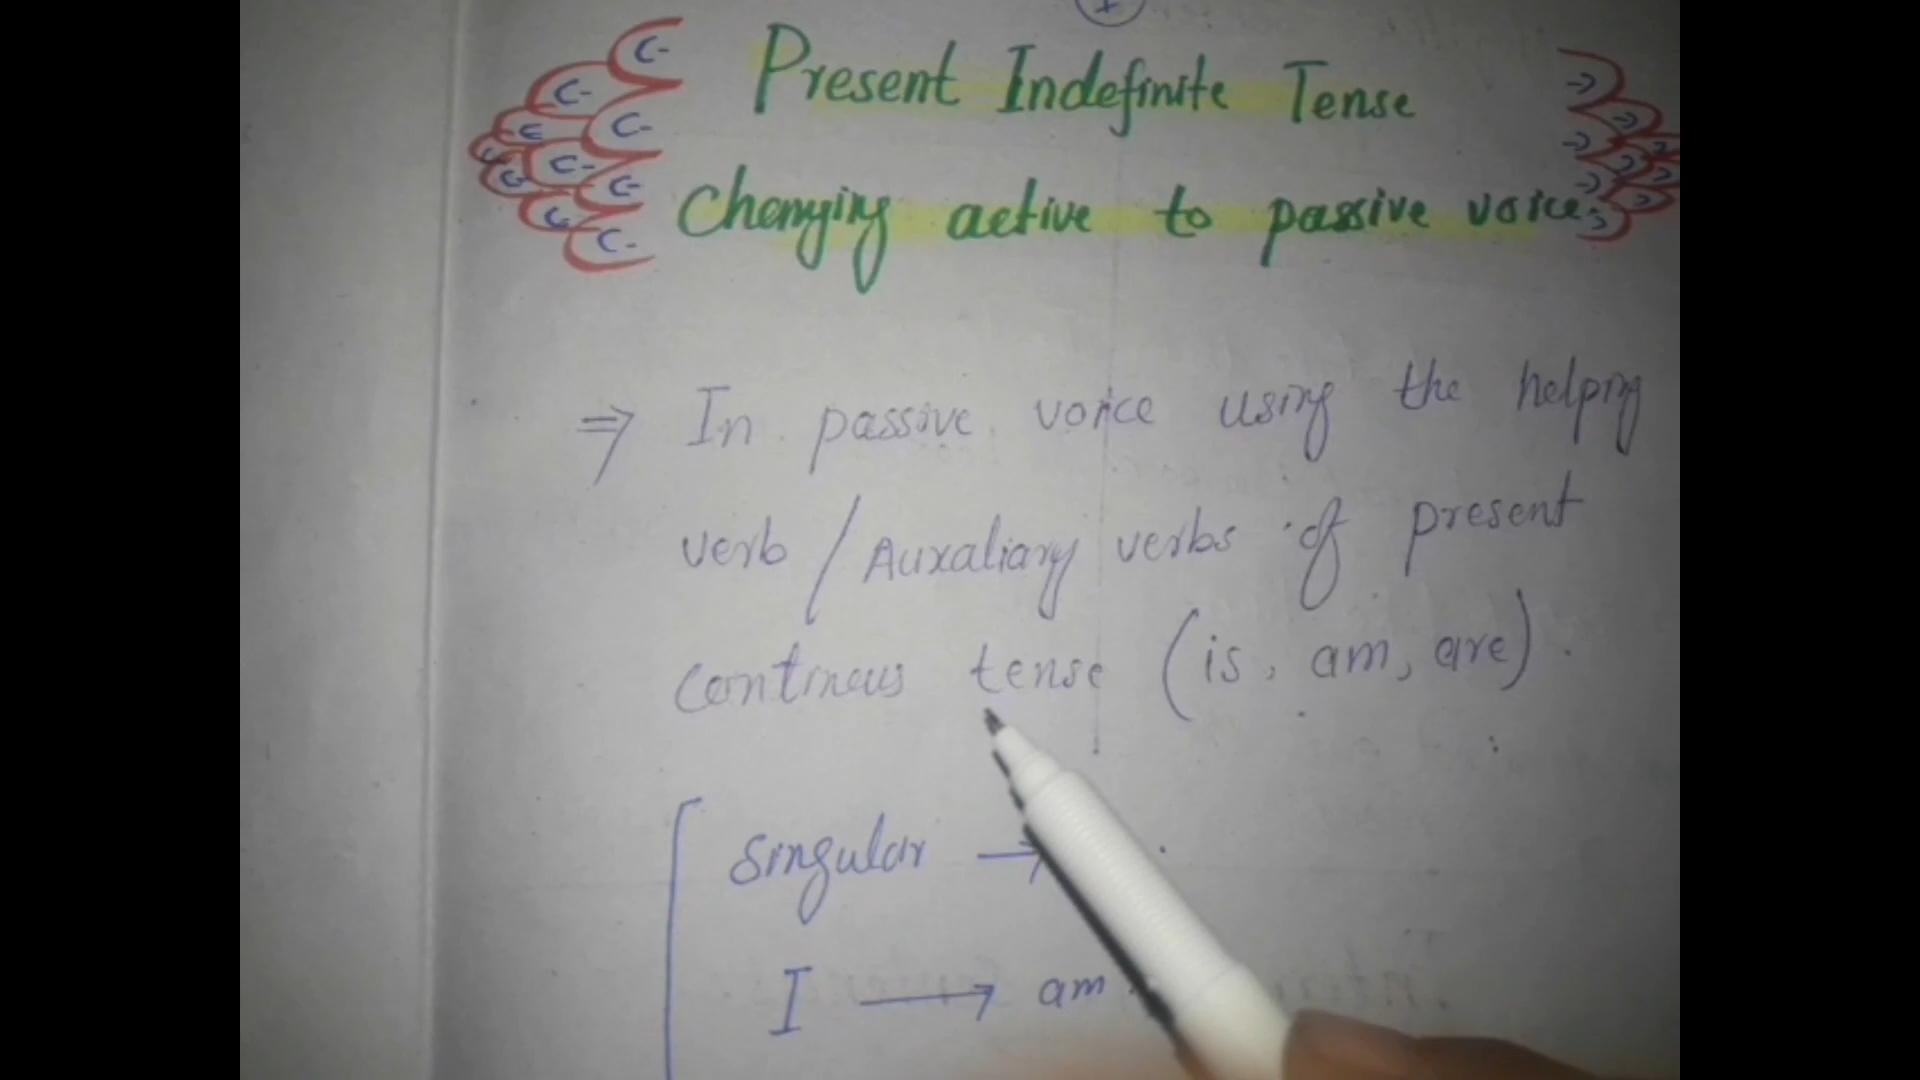 Present Indefinite Tense
Changing active to passive voice.
⇒ In passive voice using the helping
verb / Auxaliary verbs of present
continous tense (is, am, are).
Singular →
I → am